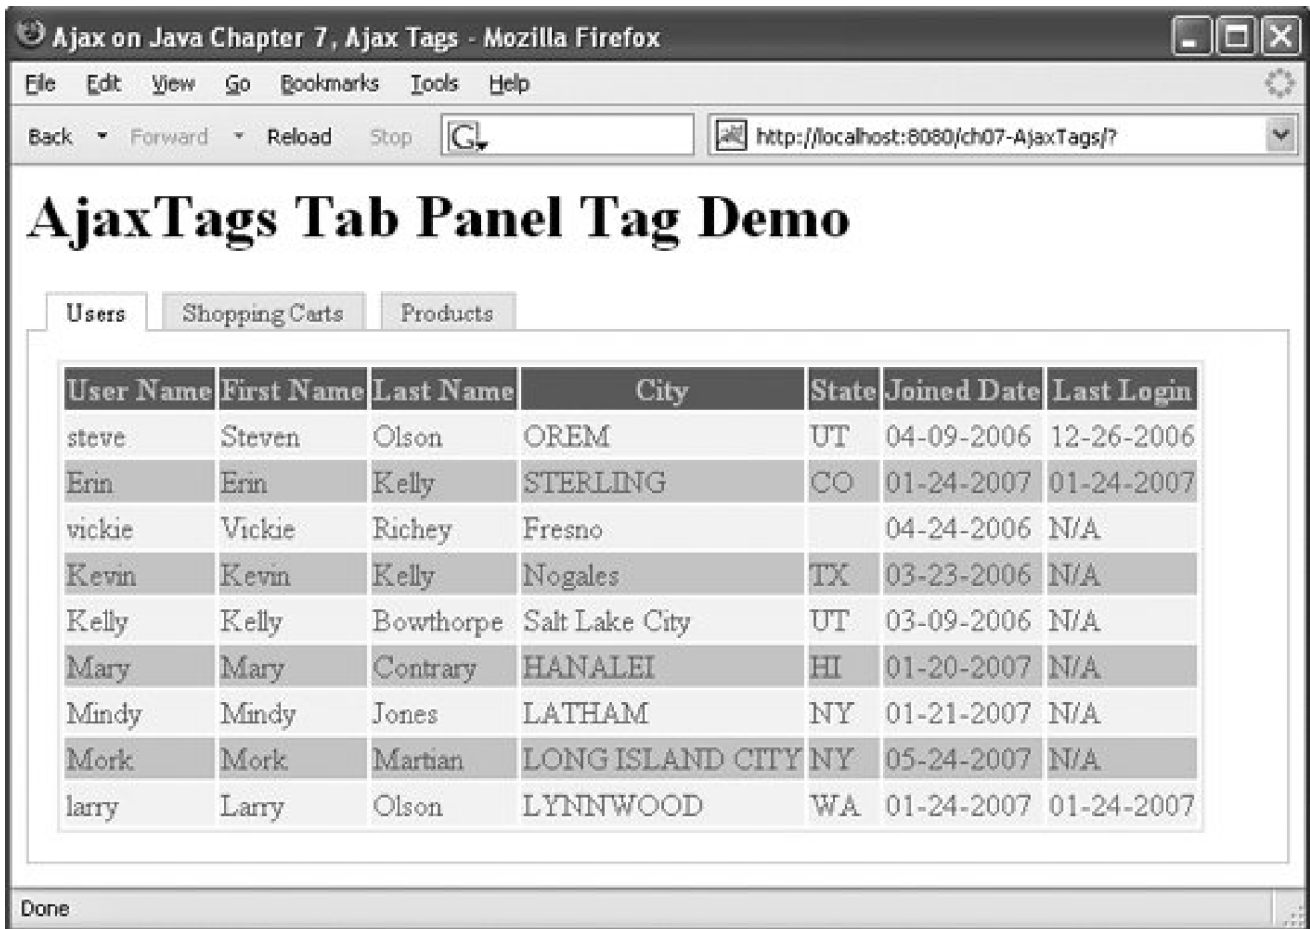 Ajax on Java Chapter 7, Ajax Tags - Mozilla Firefox
File Edit View Go Bookmarks Tools Help
Back Forward Reload Stop G http://localhost:8080/ch07-AjaxTags/?
AjaxTags Tab Panel Tag Demo
Users Shopping Carts Products
User Name First Name Last Name City State Joined Date Last Login
steve Steven Olson OREM UT 04-09-2006 12-26-2006
Erin Erin Kelly STERLING CO 01-24-2007 01-24-2007
vickie Vickie Richey Fresno 04-24-2006 N/A
Kevin Kevin Kelly Nogales TX 03-23-2006 N/A
Kelly Kelly Bowthorpe Salt Lake City UT 03-09-2006 N/A
Mary Mary Contrary HANALEI HI 01-20-2007 N/A
Mindy Mindy Jones LATHAM NY 01-21-2007 N/A
Mork Mork Martian LONG ISLAND CITY NY 05-24-2007 N/A
larry Larry Olson LYNNWOOD WA 01-24-2007 01-24-2007
Done